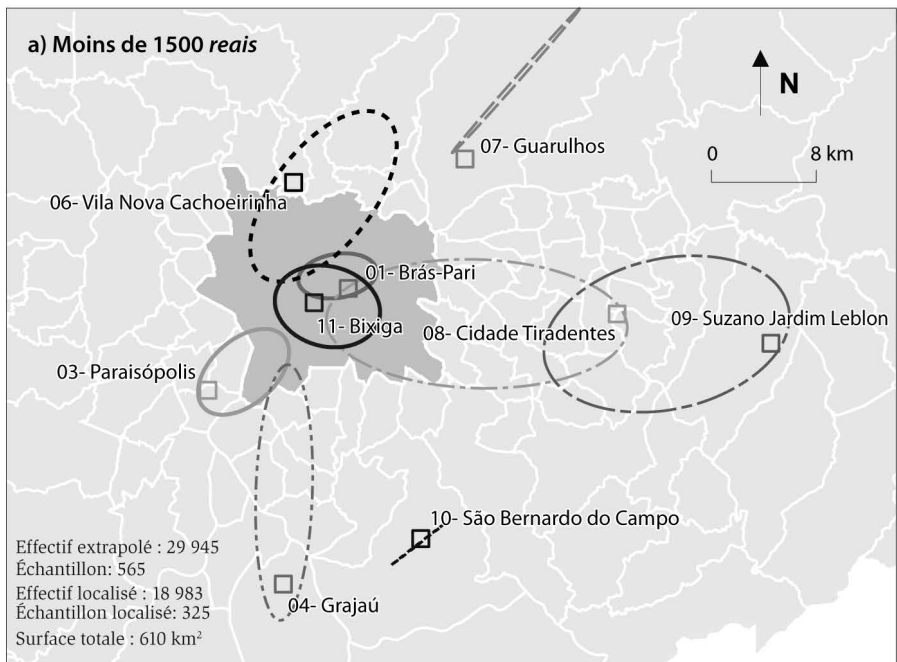 a) Moins de 1500 reais
N
0 8 km
07- Guarulhos
06- Vila Nova Cachoeirinha
01- Brás-Pari
11- Bixiga
08- Cidade Tiradentes
09- Suzano Jardim Leblon
03- Paraisópolis
10- São Bernardo do Campo
04- Grajaú
Effectif extrapolé : 29 945
Échantillon: 565
Effectif localisé : 18 983
Échantillon localisé: 325
Surface totale : 610 km²